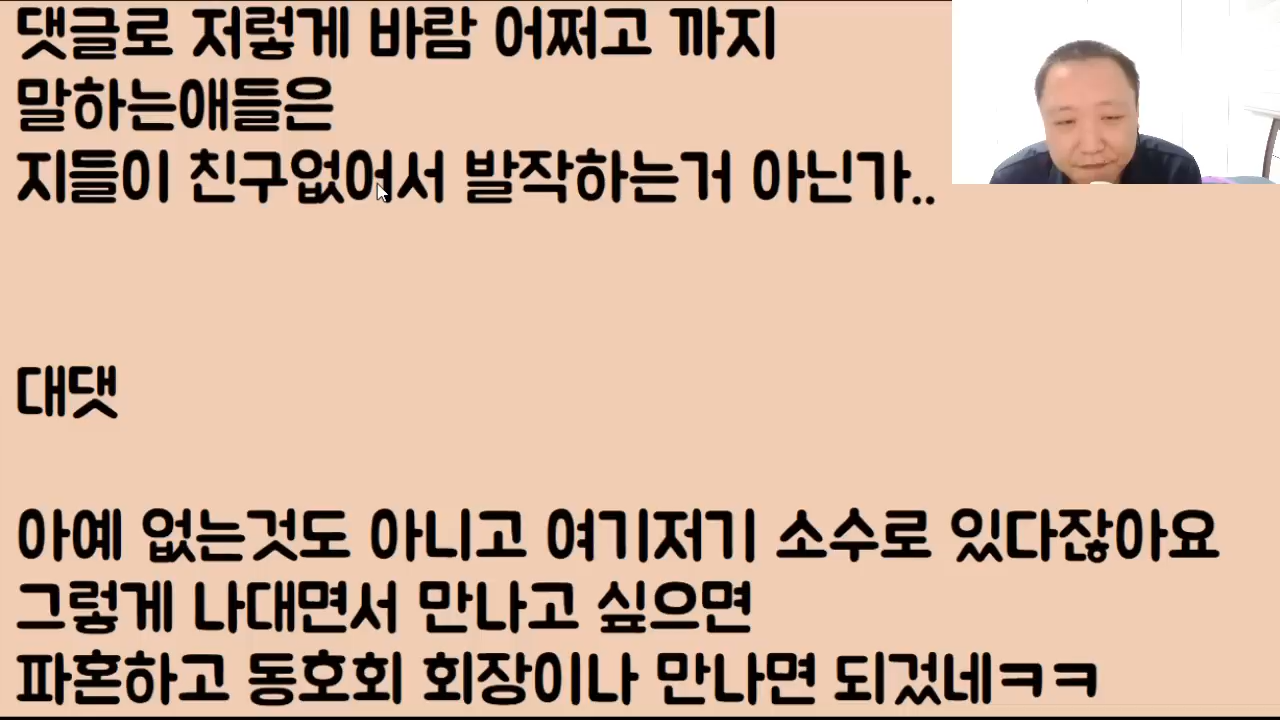 댓글로 저렇게 바람 어쩌고 까지
말하는애들은
지들이 친구없어서 발작하는거 아닌가..
대댓
아예 없는것도 아니고 여기저기 소수로 있다잖아요
그렇게 나대면서 만나고 싶으면
파혼하고 동호회 회장이나 만나면 되겄네ㅋㅋ